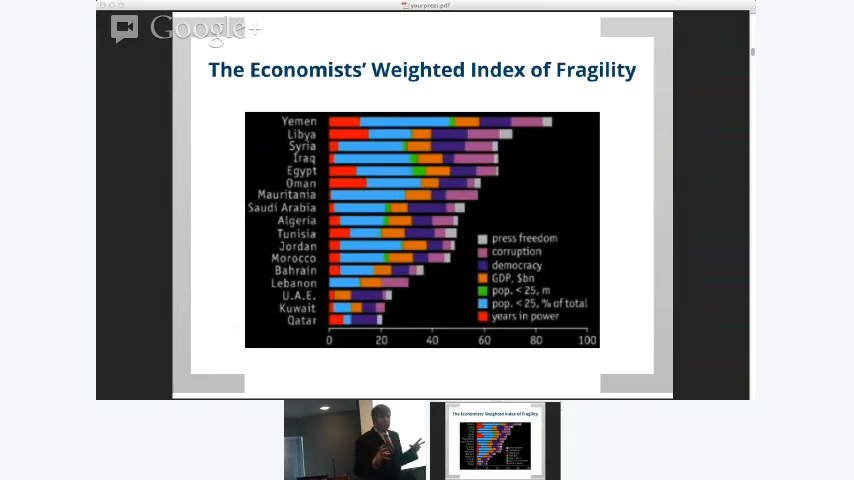 yourprezi.pdf
Google+
The Economists' Weighted Index of Fragility
Yemen
Libya
Syria
Iraq
Egypt
Oman
Mauritania
Saudi Arabia
Algeria
Tunisia
Jordan
Morocco
Bahrain
Lebanon
U.A.E.
Kuwait
Qatar
press freedom
corruption
democracy
GDP, $bn
pop. < 25, m
pop. < 25, % of total
years in power
0 20 40 60 80 100
The Economists' Weighted Index of Fragility